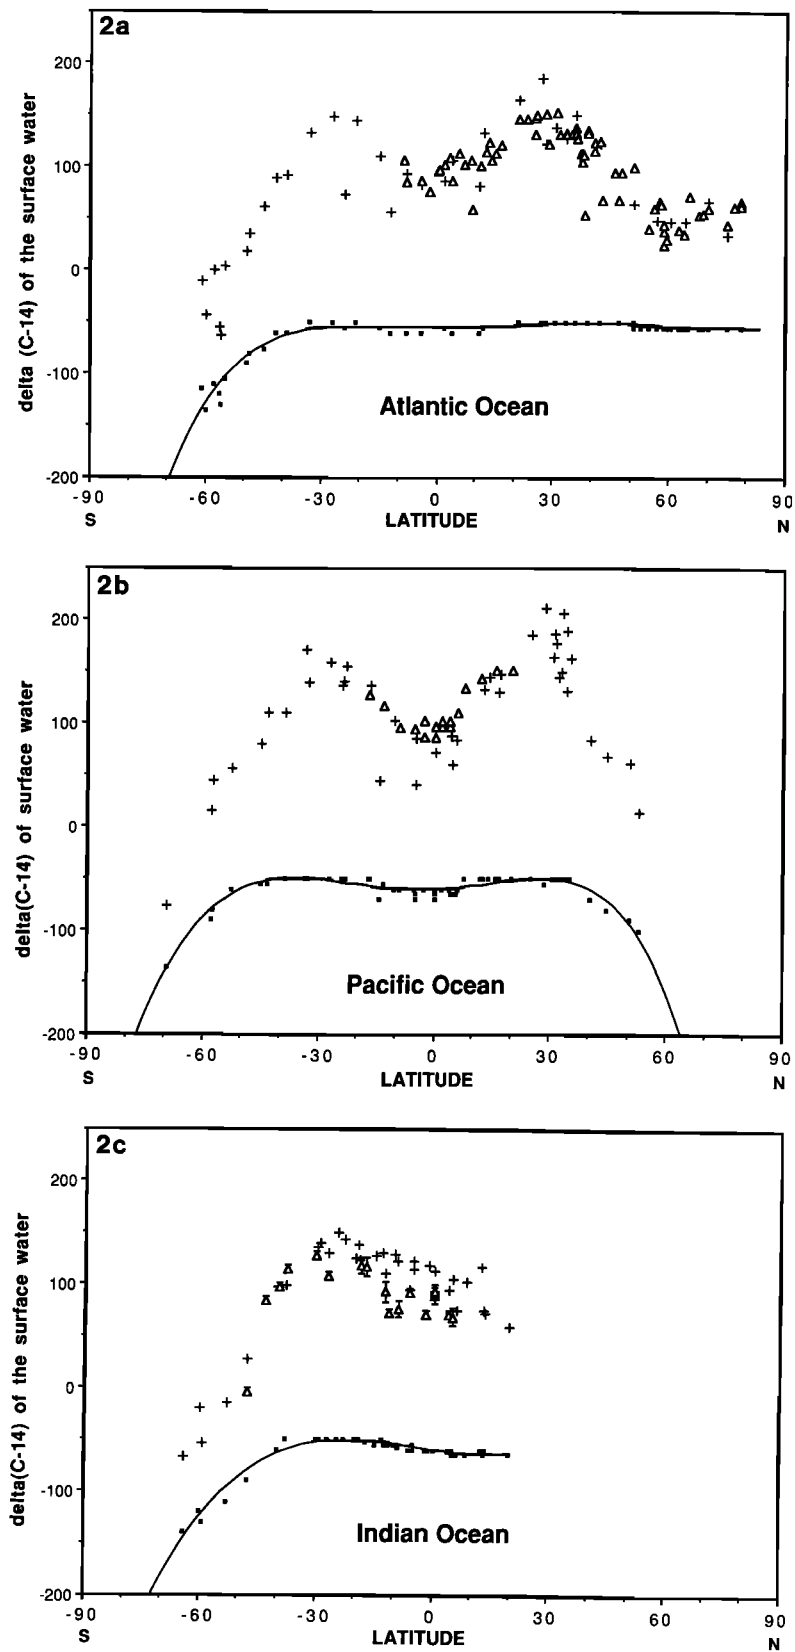 2a
delta (C-14) of the surface water
200
100
0
-100
-200
Atlantic Ocean
-90 -60 -30 0 30 60 90
S LATITUDE N
2b
delta(C-14) of surface water
200
100
0
-100
-200
Pacific Ocean
-90 -60 -30 0 30 60 90
S LATITUDE N
2c
delta(C-14) of the surface water
200
100
0
-100
-200
Indian Ocean
-90 -60 -30 0 30 60 90
S LATITUDE N